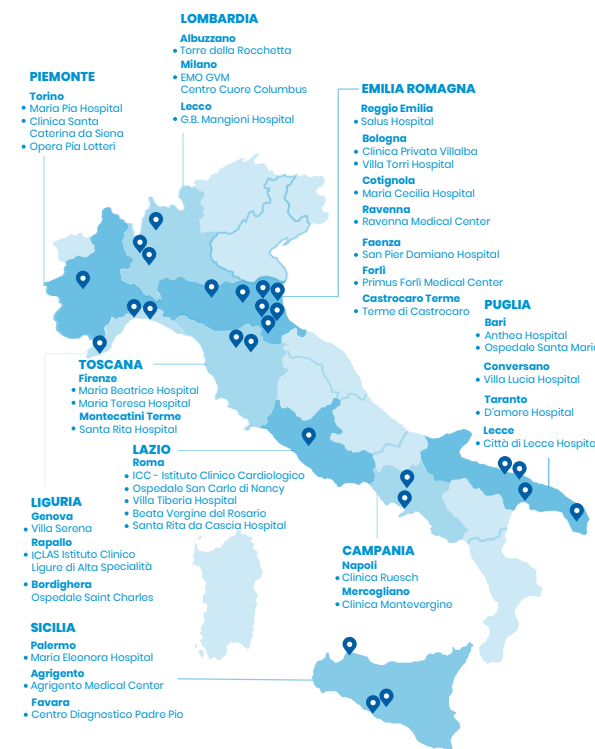 LOMBARDIA
Albuzzano
• Torre della Rocchetta
Milano
• EMO GVM
Centro Cuore Columbus
Lecco
• G.B. Mangioni Hospital
PIEMONTE
Torino
• Maria Pia Hospital
• Clinica Santa
Caterina da Siena
• Opera Pia Lotteri
EMILIA ROMAGNA
Reggio Emilia
• Salus Hospital
Bologna
• Clinica Privata Villalba
• Villa Torri Hospital
Cotignola
• Maria Cecilia Hospital
Ravenna
• Ravenna Medical Center
Faenza
• San Pier Damiano Hospital
Forlì
• Primus Forlì Medical Center
Castrocaro Terme
• Terme di Castrocaro
PUGLIA
Bari
• Anthea Hospital
• Ospedale Santa Mari
Conversano
• Villa Lucia Hospital
Taranto
• D'amore Hospital
Lecce
• Città di Lecce Hospita
TOSCANA
Firenze
• Maria Beatrice Hospital
• Maria Teresa Hospital
Montecatini Terme
• Santa Rita Hospital
LAZIO
Roma
• ICC - Istituto Clinico Cardiologico
• Ospedale San Carlo di Nancy
• Villa Tiberia Hospital
• Beata Vergine del Rosario
• Santa Rita da Cascia Hospital
LIGURIA
Genova
• Villa Serena
Rapallo
• ICLAS Istituto Clinico
Ligure di Alta Specialità
• Bordighera
Ospedale Saint Charles
CAMPANIA
Napoli
• Clinica Ruesch
Mercogliano
• Clinica Montevergine
SICILIA
Palermo
• Maria Eleonora Hospital
Agrigento
• Agrigento Medical Center
Favara
• Centro Diagnostico Padre Pio